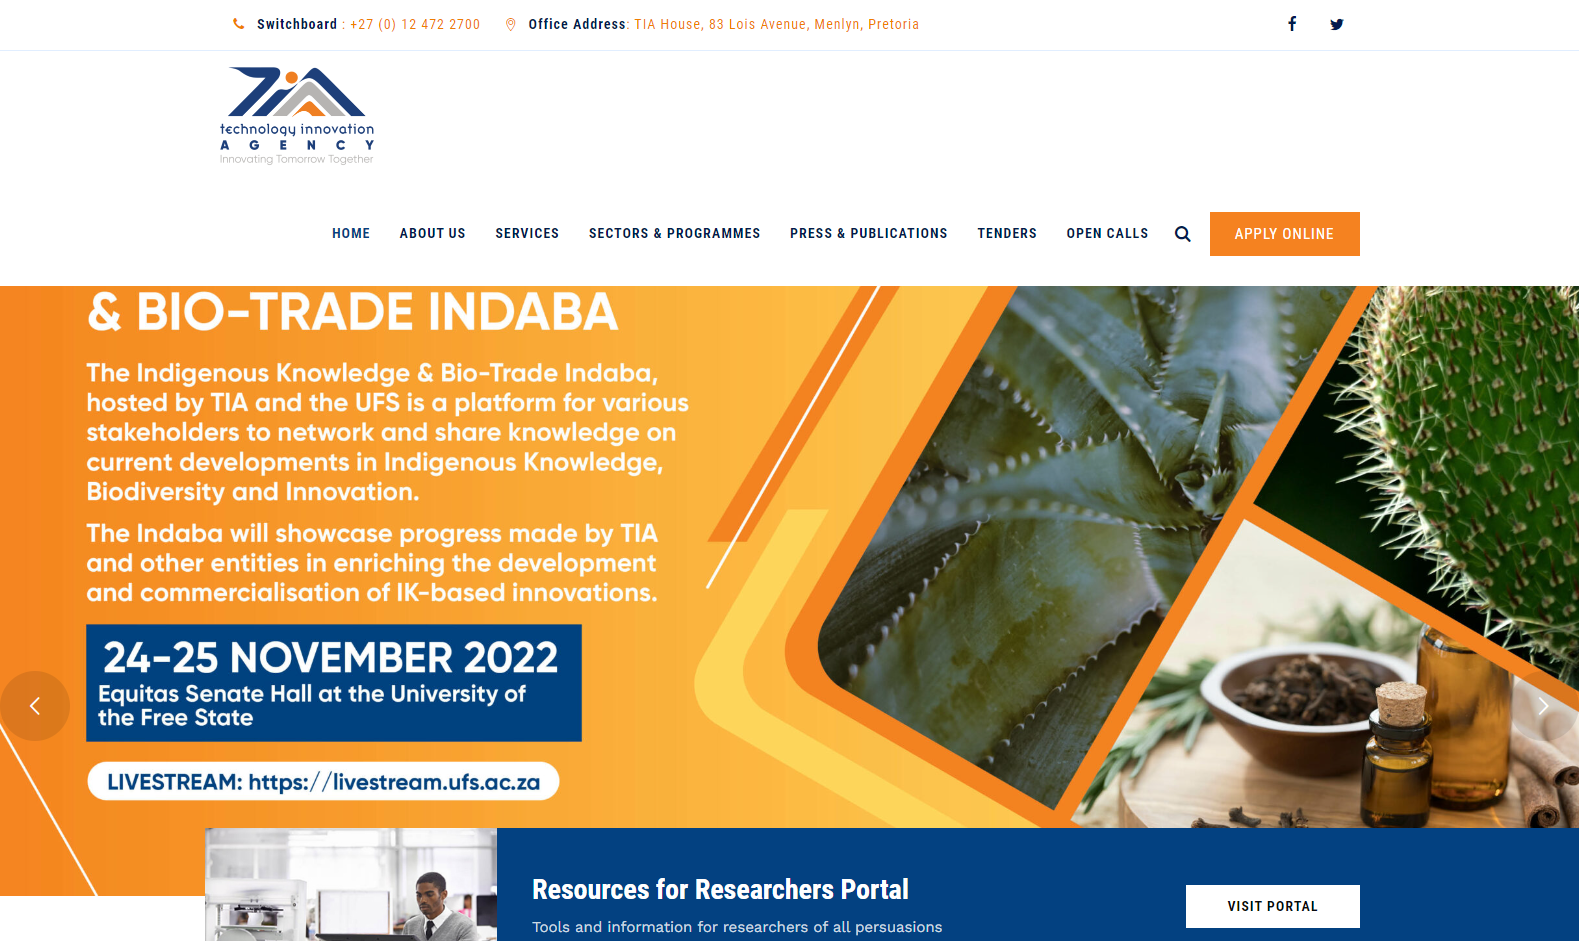 Switchboard : +27 (0) 12 472 2700
Office Address: TIA House, 83 Lois Avenue, Menlyn, Pretoria
TIA
technology innovation
AGENCY
Innovating Tomorrow Together
HOME
ABOUT US
SERVICES
SECTORS & PROGRAMMES
PRESS & PUBLICATIONS
TENDERS
OPEN CALLS
APPLY ONLINE
& BIO-TRADE INDABA
The Indigenous Knowledge & Bio-Trade Indaba,
hosted by TIA and the UFS is a platform for various
stakeholders to network and share knowledge on
current developments in Indigenous Knowledge,
Biodiversity and Innovation.
The Indaba will showcase progress made by TIA
and other entities in enriching the development
and commercialisation of IK-based innovations.
24-25 NOVEMBER 2022
Equitas Senate Hall at the University of
the Free State
LIVESTREAM: https://livestream.ufs.ac.za
Resources for Researchers Portal
Tools and information for researchers of all persuasions
VISIT PORTAL